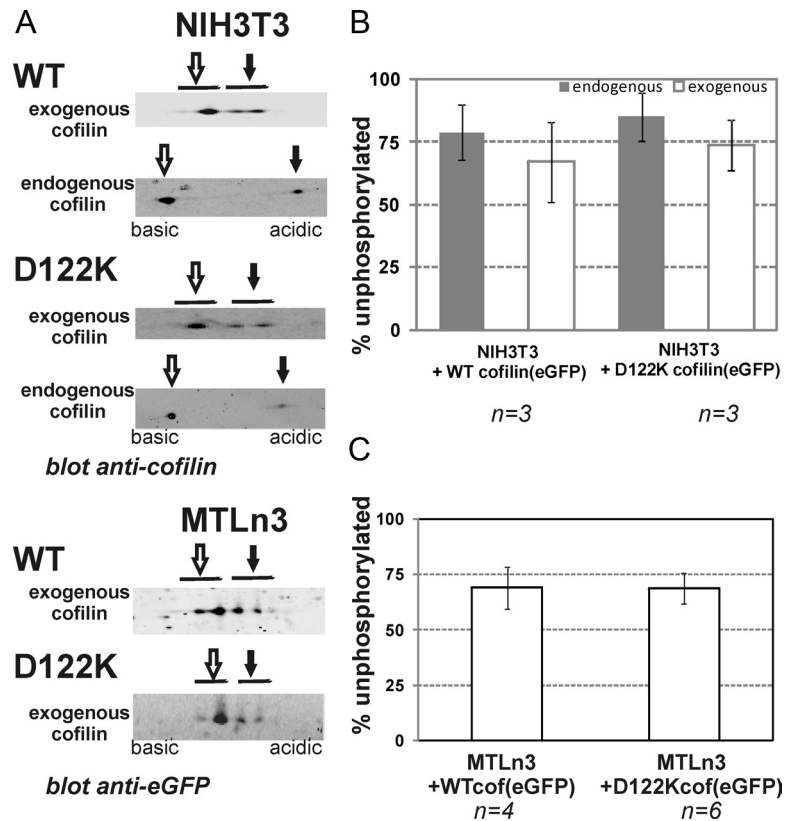 A
NIH3T3
WT
exogenous
cofilin
endogenous
cofilin
basic acidic
D122K
exogenous
cofilin
endogenous
cofilin
basic acidic
blot anti-cofilin
MTLn3
WT
exogenous
cofilin
D122K
exogenous
cofilin
basic acidic
blot anti-eGFP
B
% unphosphorylated
100
75
50
25
0
endogenous exogenous
NIH3T3
+ WT cofilin(eGFP)
n=3
NIH3T3
+ D122K cofilin(eGFP)
n=3
C
% unphosphorylated
100
75
50
25
0
MTLn3
+WTcof(eGFP)
n=4
MTLn3
+D122Kcof(eGFP)
n=6